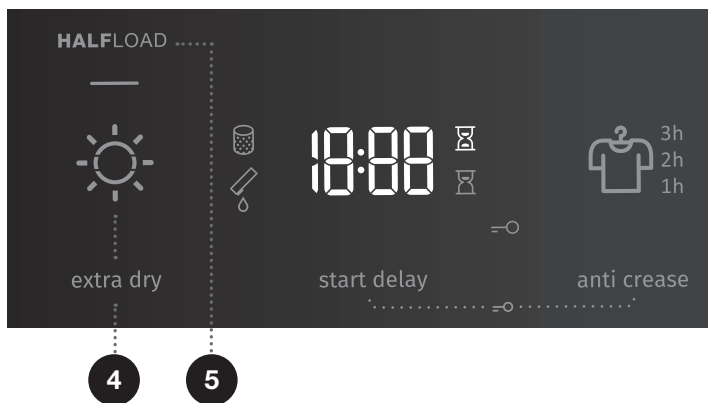 HALFLOAD
18:88
3h
2h
1h
extra dry
start delay
anti crease
4
5